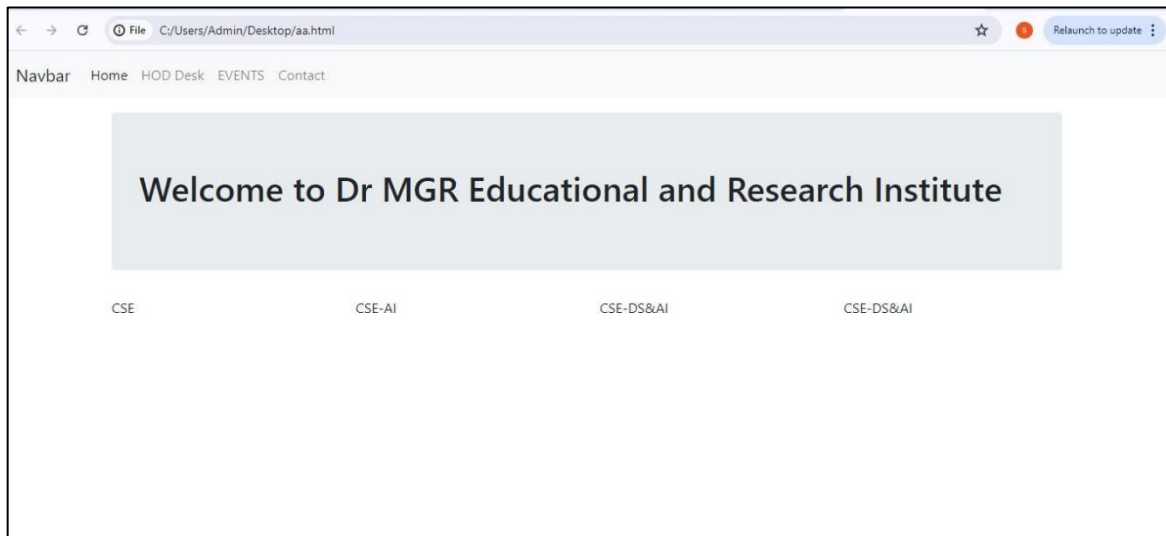 File C:/Users/Admin/Desktop/aa.html S Relaunch to update
Navbar Home HOD Desk EVENTS Contact
Welcome to Dr MGR Educational and Research Institute
CSE CSE-AI CSE-DS&AI CSE-DS&AI